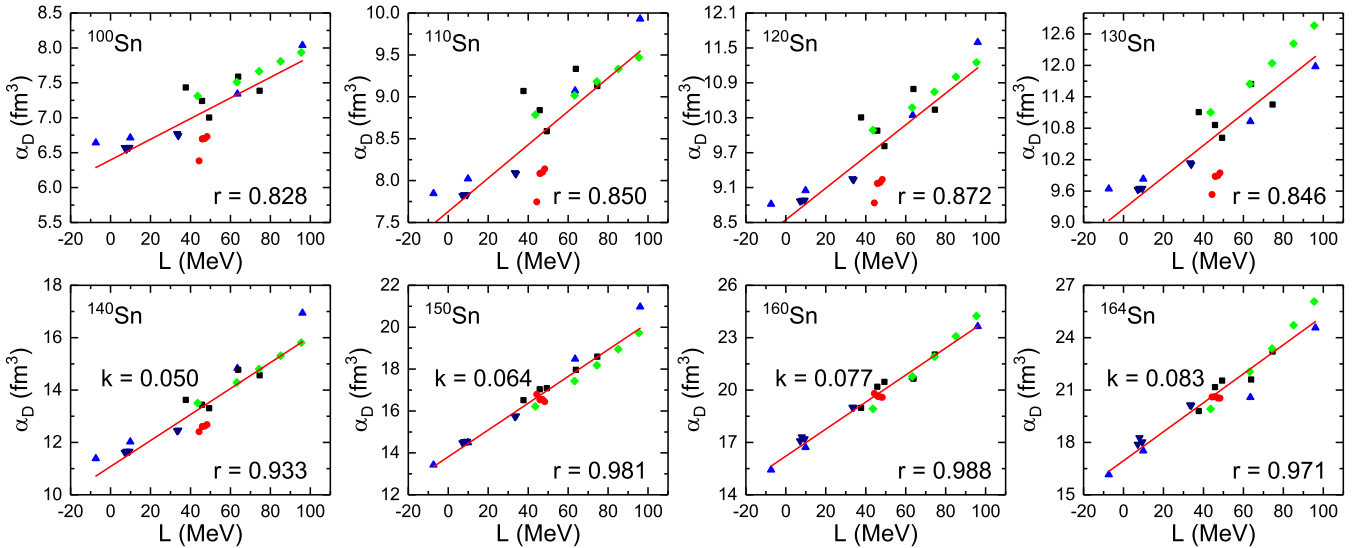 8.5
8.0
7.5
7.0
6.5
6.0
5.5
α_D (fm³)
¹⁰⁰Sn
r = 0.828
-20 0 20 40 60 80 100
L (MeV)
10.0
9.5
9.0
8.5
8.0
7.5
α_D (fm³)
¹¹⁰Sn
r = 0.850
-20 0 20 40 60 80 100
L (MeV)
12.1
11.5
10.9
10.3
9.7
9.1
8.5
α_D (fm³)
¹²⁰Sn
r = 0.872
-20 0 20 40 60 80 100
L (MeV)
12.6
12.0
11.4
10.8
10.2
9.6
9.0
α_D (fm³)
¹³⁰Sn
r = 0.846
-20 0 20 40 60 80 100
L (MeV)
18
16
14
12
10
α_D (fm³)
¹⁴⁰Sn
k = 0.050
r = 0.933
-20 0 20 40 60 80 100
L (MeV)
22
20
18
16
14
12
α_D (fm³)
¹⁵⁰Sn
k = 0.064
r = 0.981
-20 0 20 40 60 80 100
L (MeV)
26
23
20
17
14
α_D (fm³)
¹⁶⁰Sn
k = 0.077
r = 0.988
-20 0 20 40 60 80 100
L (MeV)
27
24
21
18
15
α_D (fm³)
¹⁶⁴Sn
k = 0.083
r = 0.971
-20 0 20 40 60 80 100
L (MeV)